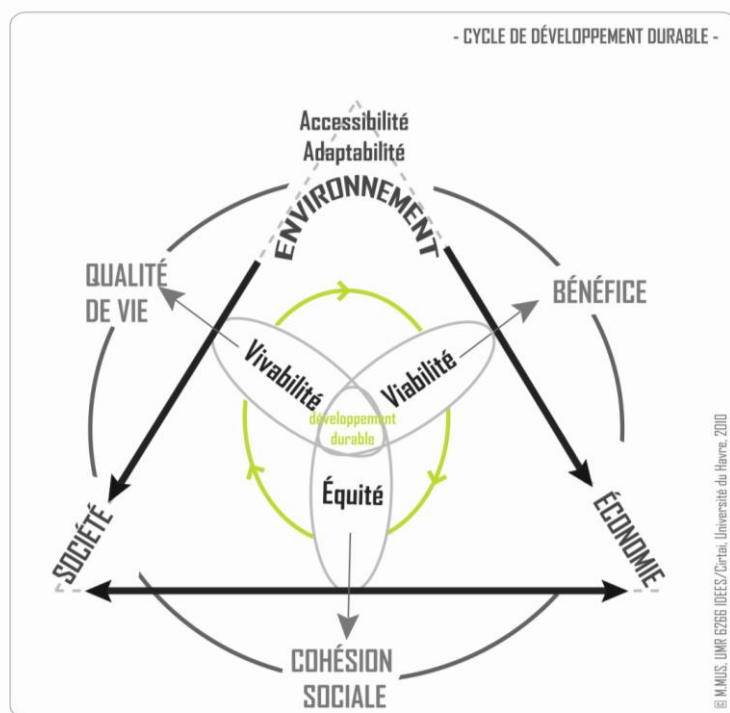 - CYCLE DE DÉVELOPPEMENT DURABLE -
Accessibilité
Adaptabilité
ENVIRONNEMENT
QUALITÉ
DE VIE
BÉNÉFICE
Vivabilité
Viabilité
développement
durable
Équité
SOCIÉTÉ
ÉCONOMIE
COHÉSION
SOCIALE
© M.MUS, UMR 6266 IDEES/Cirtai, Université du Havre, 2010